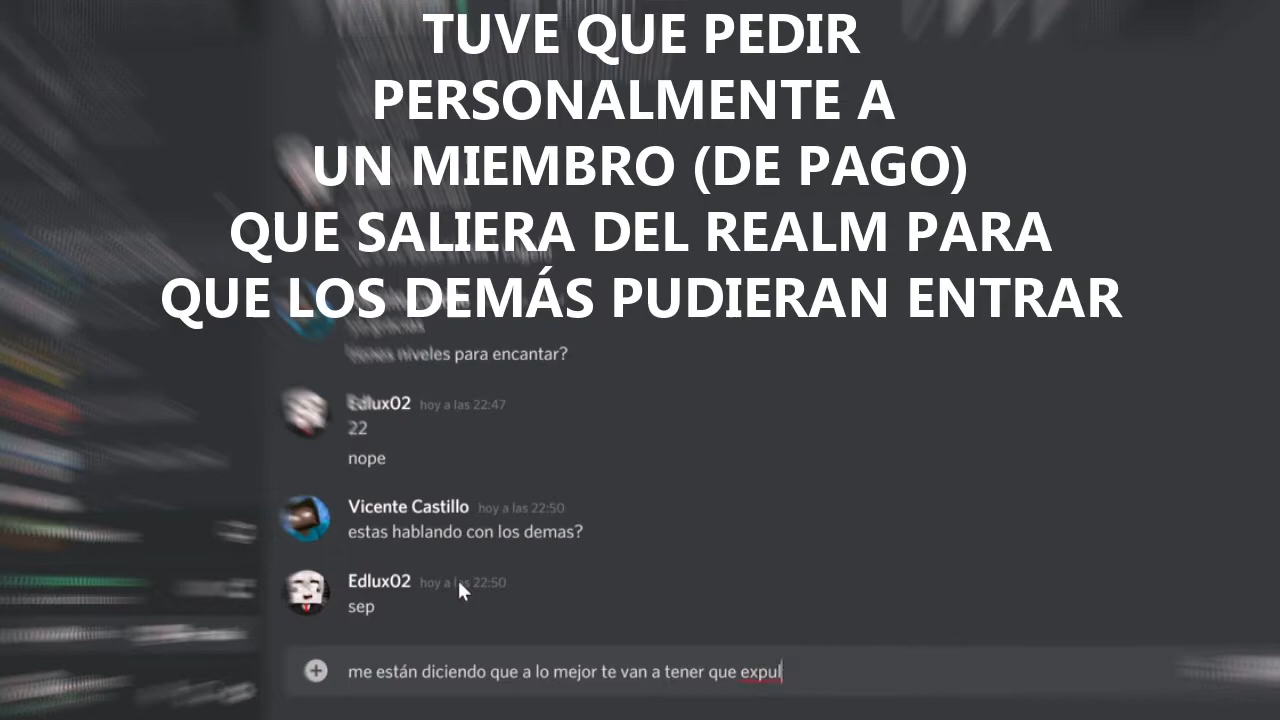 TUVE QUE PEDIR
PERSONALMENTE A
UN MIEMBRO (DE PAGO)
QUE SALIERA DEL REALM PARA
QUE LOS DEMÁS PUDIERAN ENTRAR
niveles para encantar?
Edlux02 hoy a las 22:47
22
nope
Vicente Castillo hoy a las 22:50
estas hablando con los demas?
Edlux02 hoy a las 22:50
sep
me están diciendo que a lo mejor te van a tener que expul